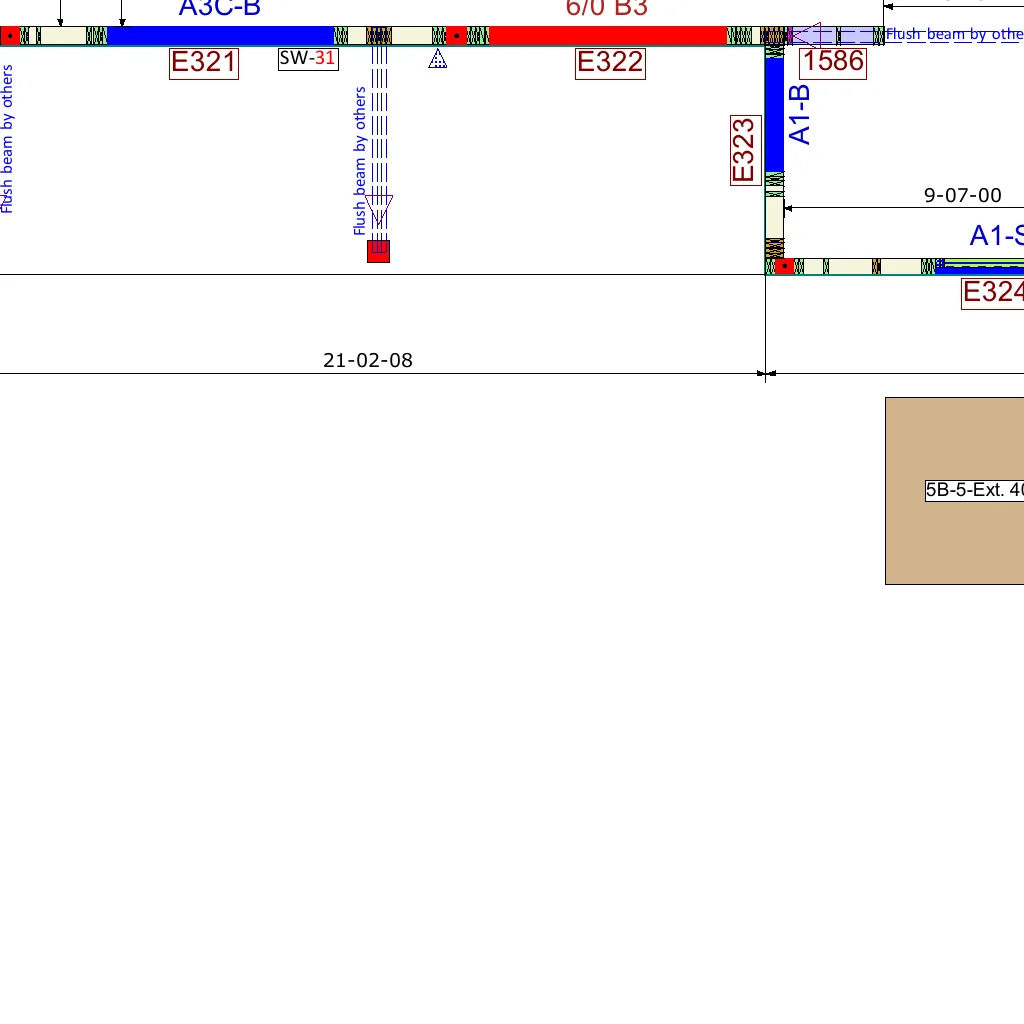 A3C-B
6/0 B3
Flush beam by othe
E321
SW-31
E322
1586
Flush beam by others
Flush beam by others
A1-B
E323
9-07-00
A1-S
E324
21-02-08
5B-5-Ext. 40